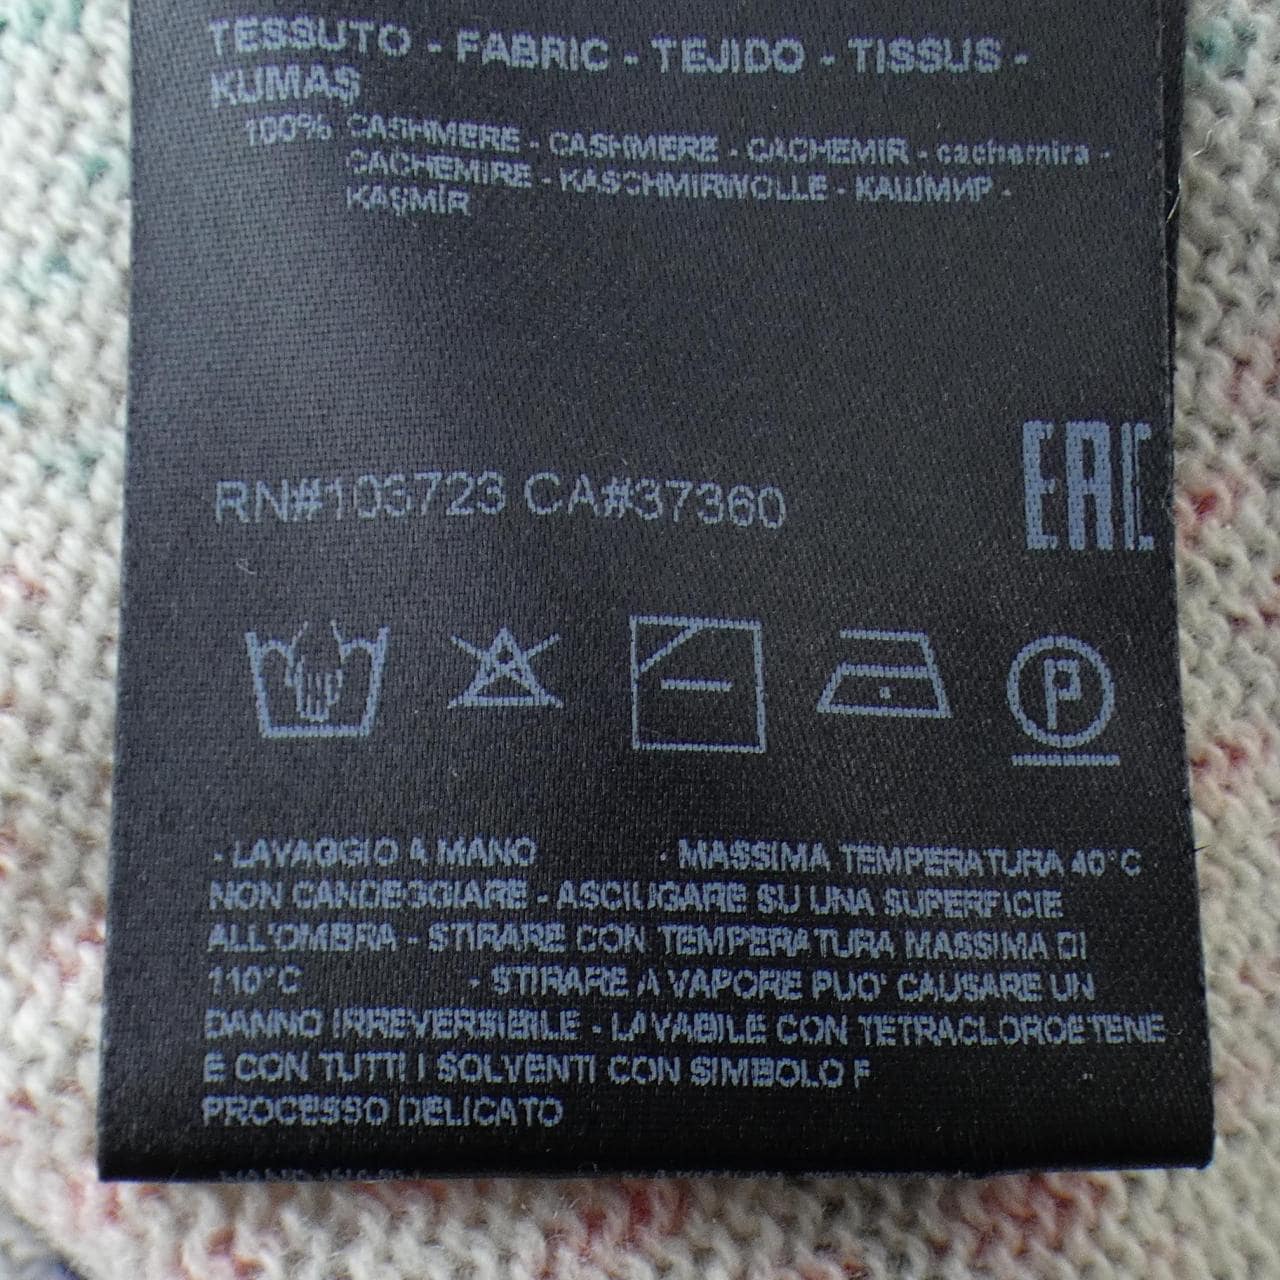 TESSUTO - FABRIC - TEJIDO - TISSUS -
KUMAŞ
100% CASHMERE - CASHMERE - CACHEMIR - cachemira -
CACHEMIRE - KASCHMIRWOLLE - КАШМИР -
KAŞMİR
EAC
RN#103723 CA#37360
P
- LAVAGGIO A MANO - MASSIMA TEMPERATURA 40°C
NON CANDEGGIARE - ASCIUGARE SU UNA SUPERFICIE
ALL'OMBRA - STIRARE CON TEMPERATURA MASSIMA DI
110°C - STIRARE A VAPORE PUO' CAUSARE UN
DANNO IRREVERSIBILE - LAVABILE CON TETRACLOROETENE
E CON TUTTI I SOLVENTI CON SIMBOLO F
PROCESSO DELICATO